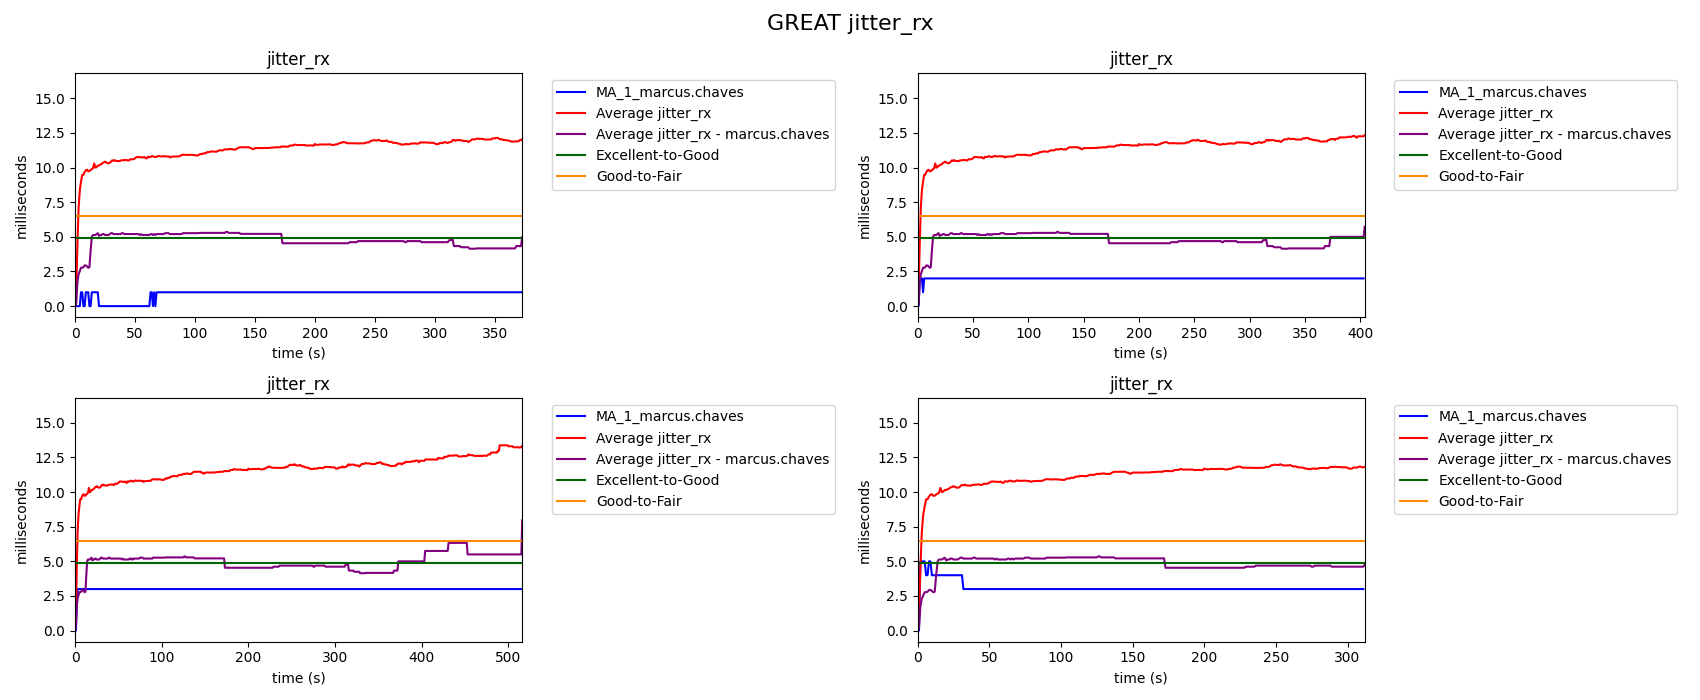 GREAT jitter_rx
jitter_rx
15.0
12.5
10.0
7.5
5.0
2.5
0.0
milliseconds
0 50 100 150 200 250 300 350
time (s)
MA_1_marcus.chaves
Average jitter_rx
Average jitter_rx - marcus.chaves
Excellent-to-Good
Good-to-Fair
jitter_rx
15.0
12.5
10.0
7.5
5.0
2.5
0.0
milliseconds
0 50 100 150 200 250 300 350 400
time (s)
MA_1_marcus.chaves
Average jitter_rx
Average jitter_rx - marcus.chaves
Excellent-to-Good
Good-to-Fair
jitter_rx
15.0
12.5
10.0
7.5
5.0
2.5
0.0
milliseconds
0 100 200 300 400 500
time (s)
MA_1_marcus.chaves
Average jitter_rx
Average jitter_rx - marcus.chaves
Excellent-to-Good
Good-to-Fair
jitter_rx
15.0
12.5
10.0
7.5
5.0
2.5
0.0
milliseconds
0 50 100 150 200 250 300
time (s)
MA_1_marcus.chaves
Average jitter_rx
Average jitter_rx - marcus.chaves
Excellent-to-Good
Good-to-Fair